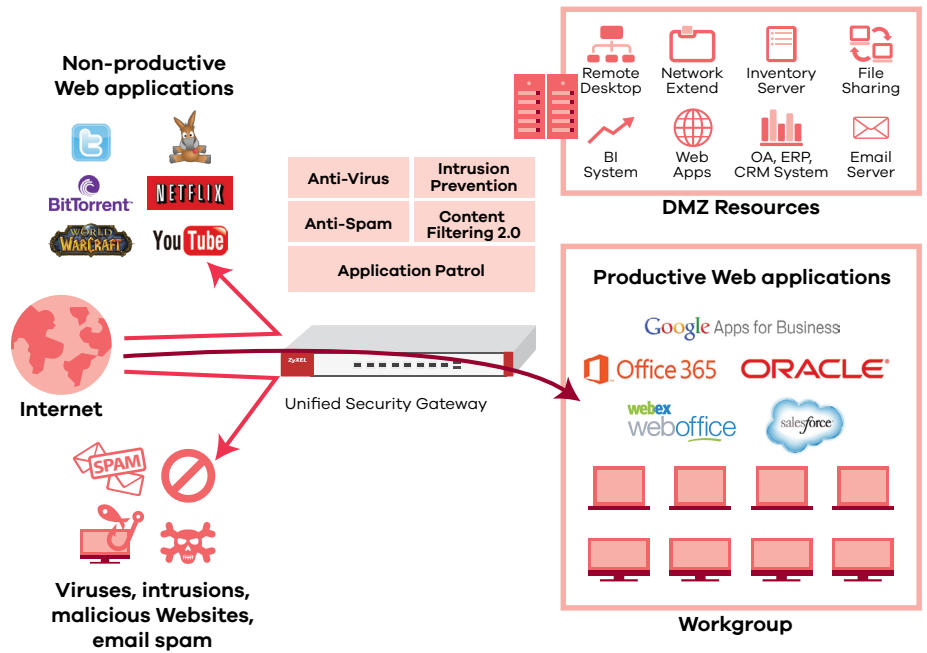 Non-productive
Web applications
BitTorrent
NETFLIX
WORLD
WARCRAFT
You Tube
Internet
SPAM
Viruses, intrusions,
malicious Websites,
email spam
Anti-Virus
Intrusion
Prevention
Anti-Spam
Content
Filtering 2.0
Application Patrol
ZyXEL
Unified Security Gateway
Remote
Desktop
Network
Extend
Inventory
Server
File
Sharing
BI
System
Web
Apps
OA, ERP,
CRM System
Email
Server
DMZ Resources
Productive Web applications
Google Apps for Business
Office 365
ORACLE®
webex
weboffice
salesforce
Workgroup